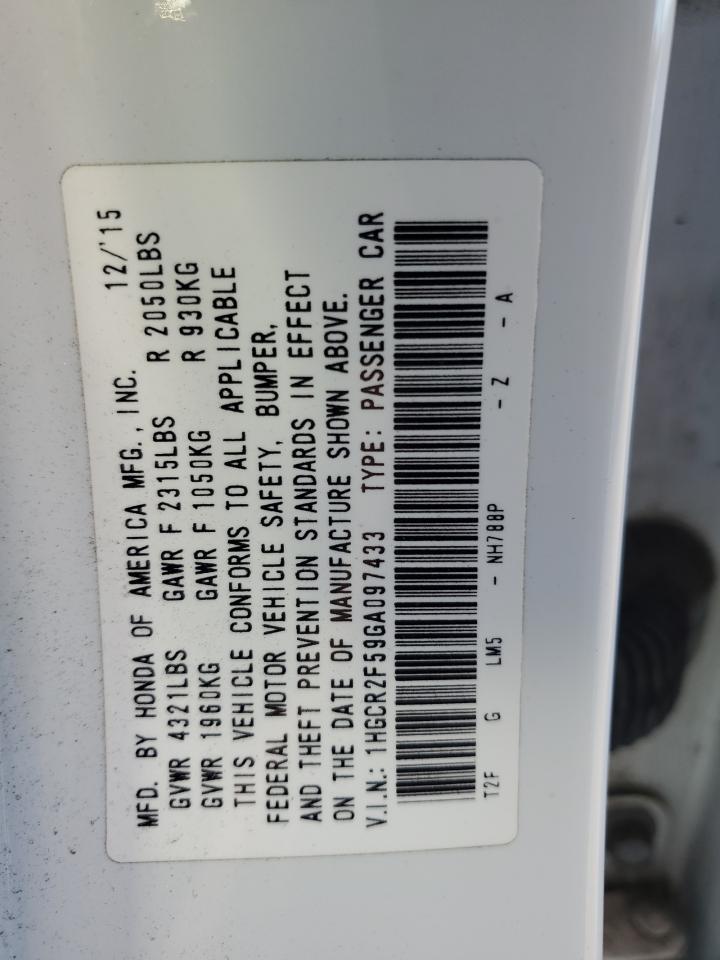 MFD. BY HONDA OF AMERICA MFG., INC. 12/'15
GVWR 4321LBS GAWR F 2315LBS R 2050LBS
GVWR 1960KG GAWR F 1050KG R 930KG
THIS VEHICLE CONFORMS TO ALL APPLICABLE
FEDERAL MOTOR VEHICLE SAFETY, BUMPER,
AND THEFT PREVENTION STANDARDS IN EFFECT
ON THE DATE OF MANUFACTURE SHOWN ABOVE.
V.I.N.: 1HGCR2F59GA097433 TYPE: PASSENGER CAR
T2F G LM5 - NH788P - Z - A